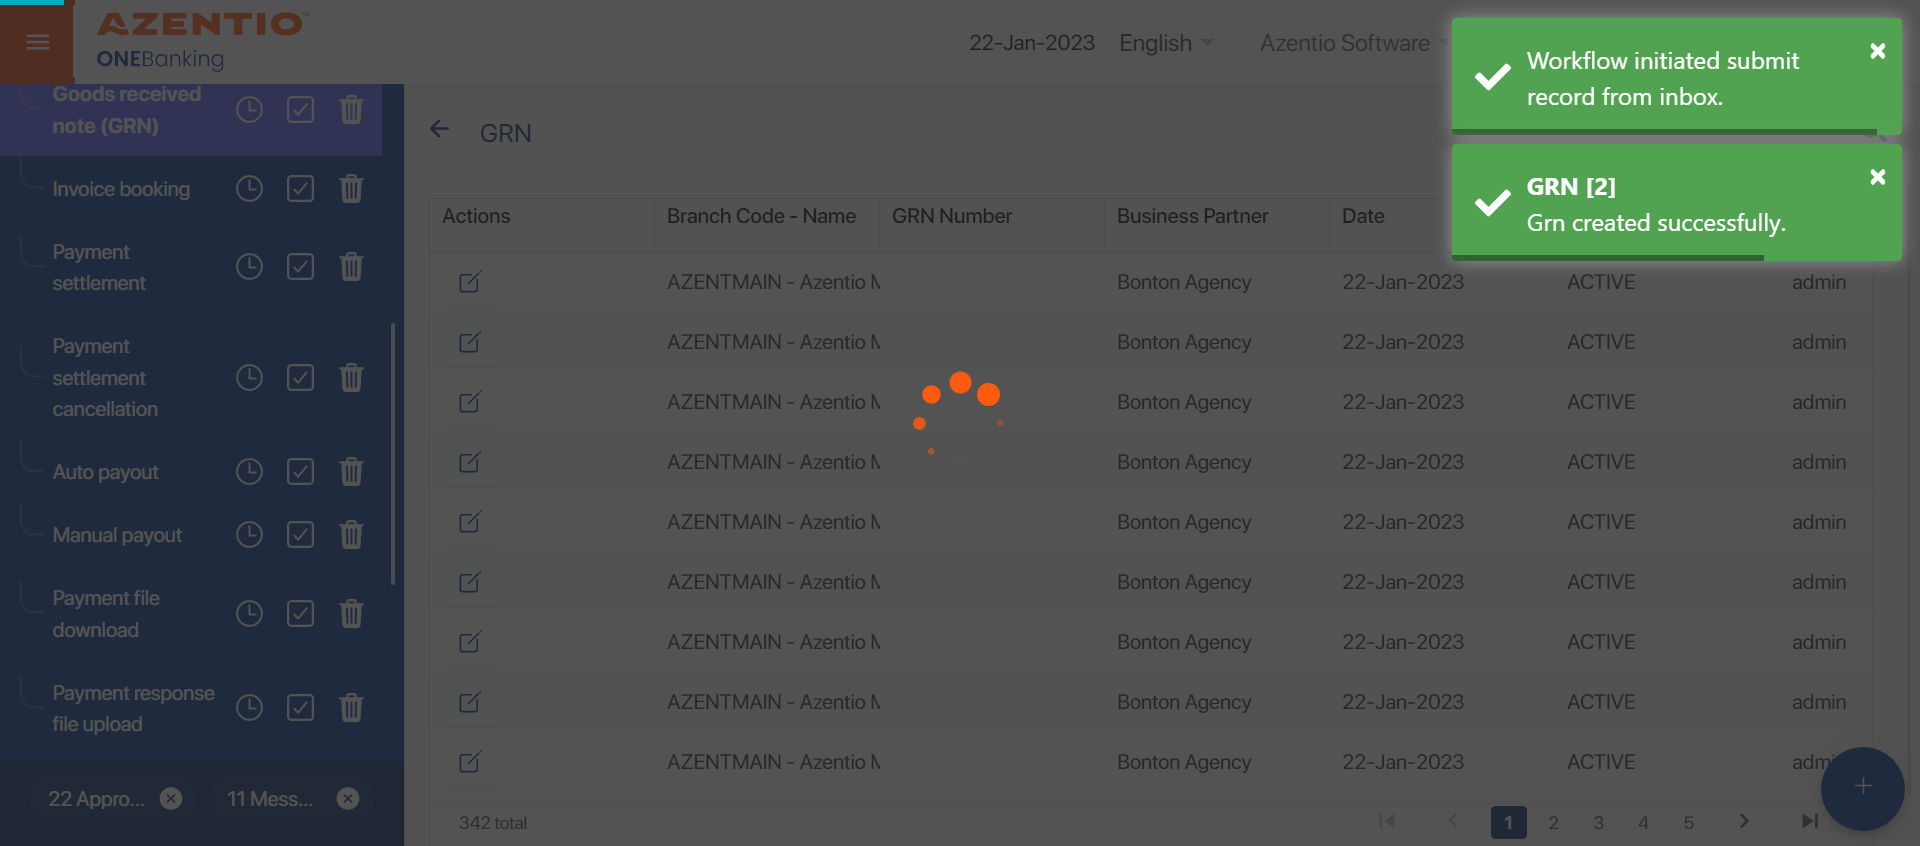 AZENTIO™
ONEBanking
22-Jan-2023
English
Azentio Software
Workflow initiated submit
record from inbox.
GRN [2]
Grn created successfully.
Goods received
note (GRN)
Invoice booking
Payment
settlement
Payment
settlement
cancellation
Auto payout
Manual payout
Payment file
download
Payment response
file upload
22 Appro...
11 Mess...
GRN
Actions Branch Code - Name GRN Number Business Partner Date
AZENTMAIN - Azentio Bonton Agency 22-Jan-2023 ACTIVE admin
AZENTMAIN - Azentio Bonton Agency 22-Jan-2023 ACTIVE admin
AZENTMAIN - Azentio Bonton Agency 22-Jan-2023 ACTIVE admin
AZENTMAIN - Azentio Bonton Agency 22-Jan-2023 ACTIVE admin
AZENTMAIN - Azentio Bonton Agency 22-Jan-2023 ACTIVE admin
AZENTMAIN - Azentio Bonton Agency 22-Jan-2023 ACTIVE admin
AZENTMAIN - Azentio Bonton Agency 22-Jan-2023 ACTIVE admin
AZENTMAIN - Azentio Bonton Agency 22-Jan-2023 ACTIVE admin
AZENTMAIN - Azentio Bonton Agency 22-Jan-2023 ACTIVE
342 total
1 2 3 4 5